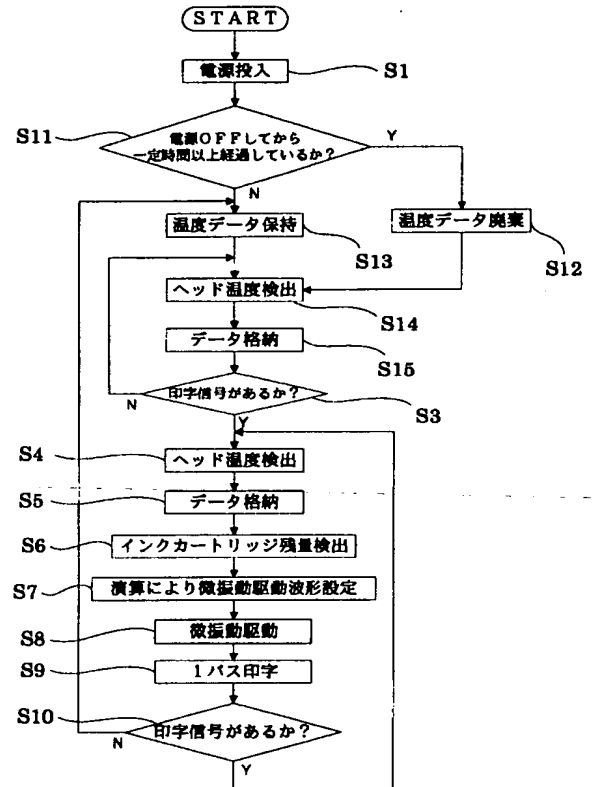 START
電源投入
S1
S11
電源OFFしてから
一定時間以上経過しているか?
Y
N
温度データ保持
S13
温度データ廃棄
S12
ヘッド温度検出
S14
データ格納
S15
印字信号があるか?
N
S3
Y
S4
ヘッド温度検出
S5
データ格納
S6
インクカートリッジ残量検出
S7
演算により微振動駆動波形設定
S8
微振動駆動
S9
1パス印字
S10
印字信号があるか?
N
Y